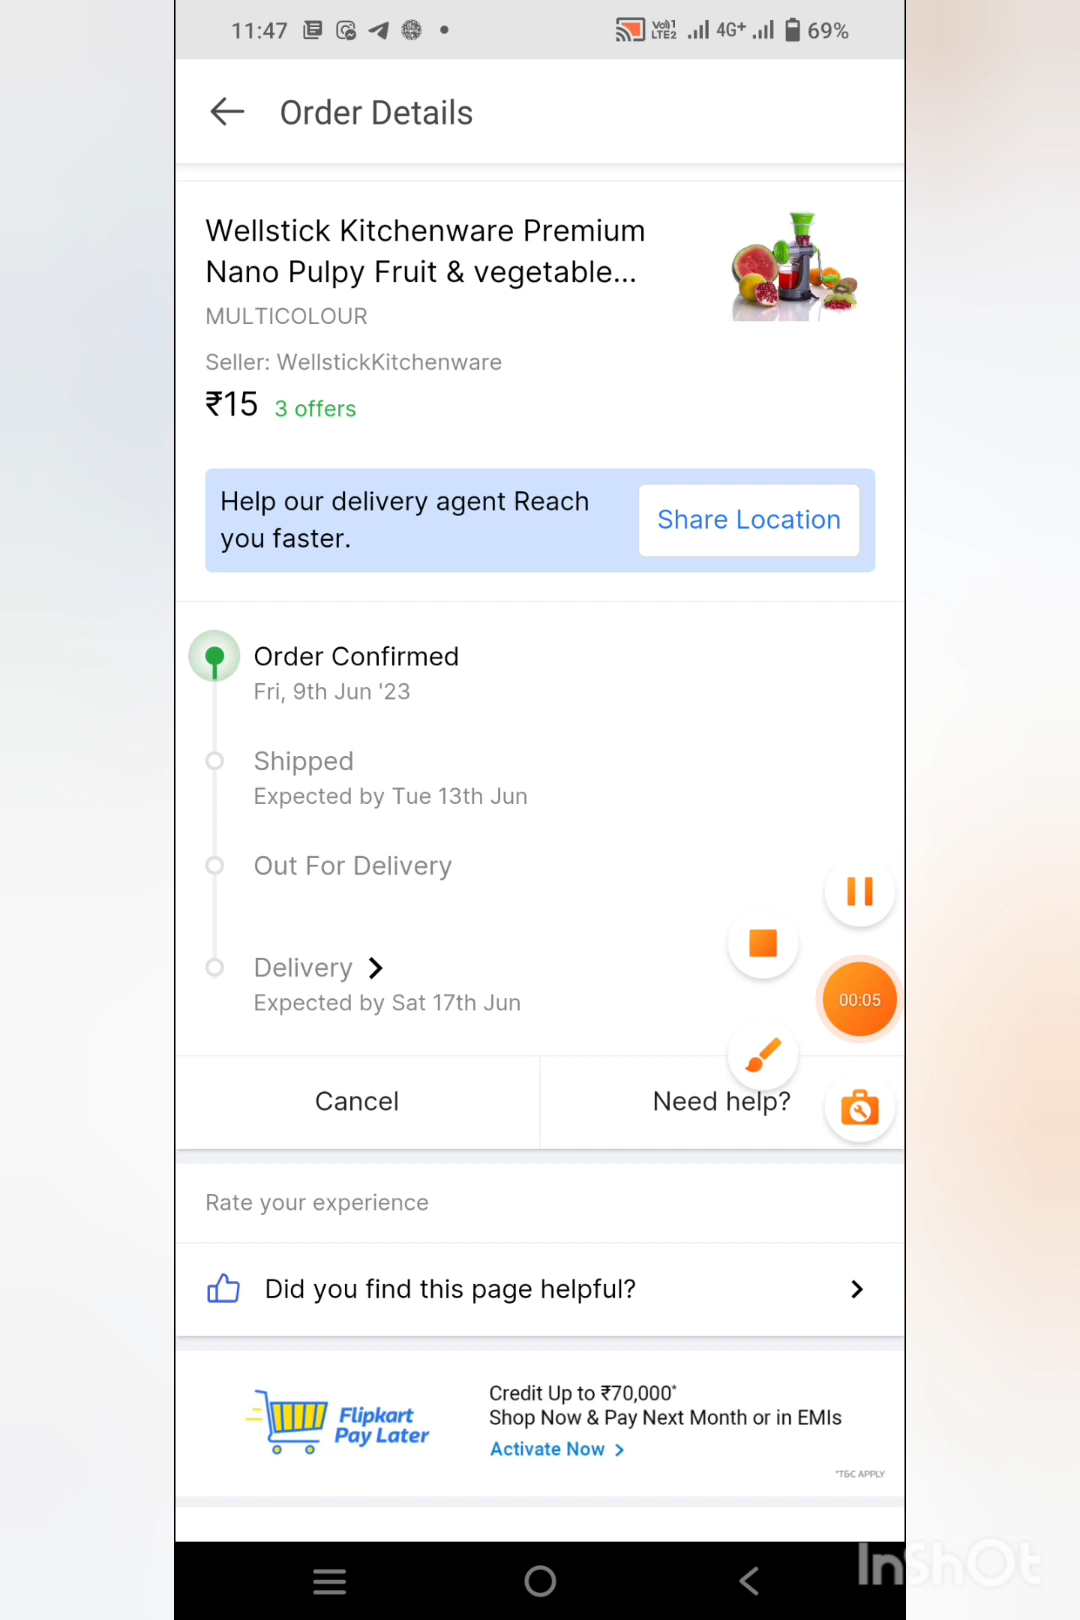 11:47
Vo)) 1
LTE2
4G+
69%
Order Details
Wellstick Kitchenware Premium
Nano Pulpy Fruit & vegetable...
MULTICOLOUR
Seller: WellstickKitchenware
₹15 3 offers
Help our delivery agent Reach
you faster.
Share Location
Order Confirmed
Fri, 9th Jun '23
Shipped
Expected by Tue 13th Jun
Out For Delivery
Delivery
Expected by Sat 17th Jun
00:05
Cancel
Need help?
Rate your experience
Did you find this page helpful?
Flipkart
Pay Later
Credit Up to ₹70,000*
Shop Now & Pay Next Month or in EMIs
Activate Now
*T&C APPLY
InShOt